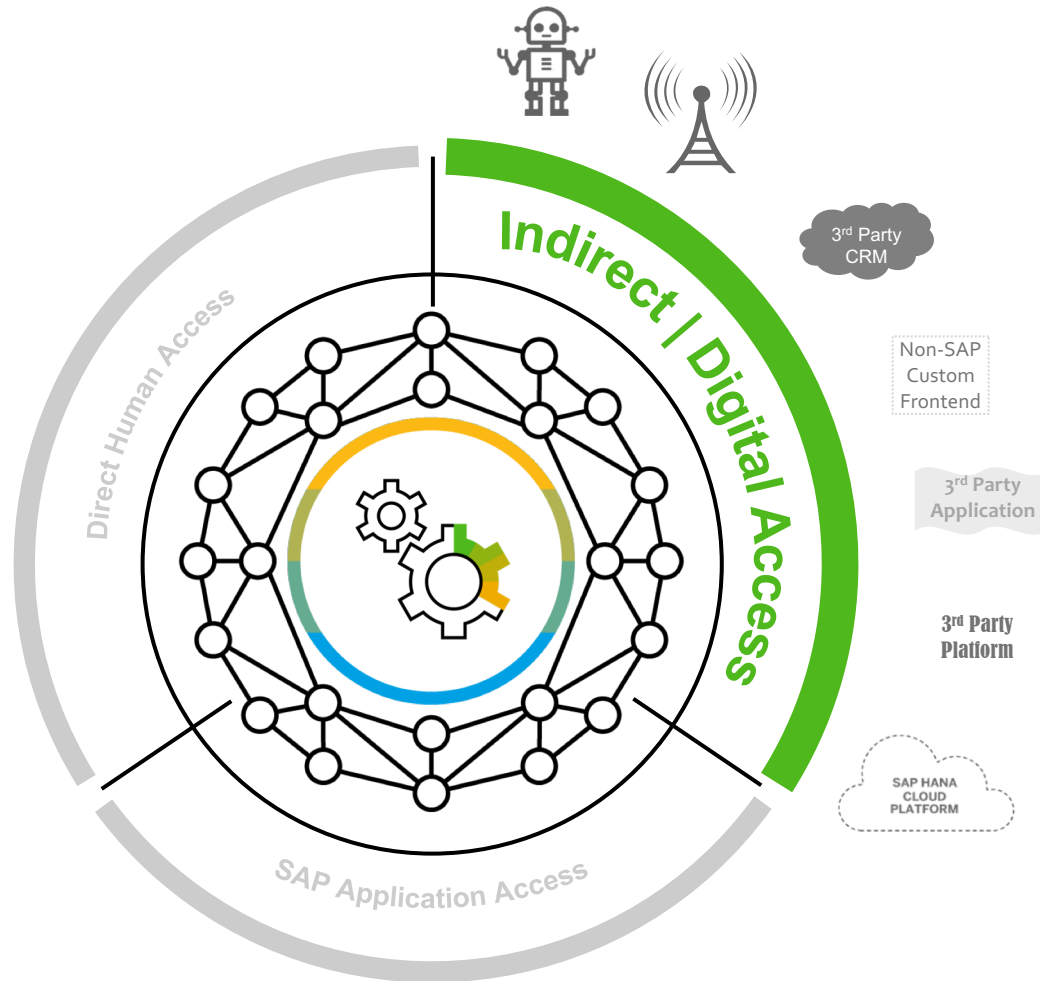 3rd Party
CRM
Indirect | Digital Access
Direct Human Access
Non-SAP
Custom
Frontend
3rd Party
Application
3rd Party
Platform
SAP HANA
CLOUD
PLATFORM
SAP Application Access